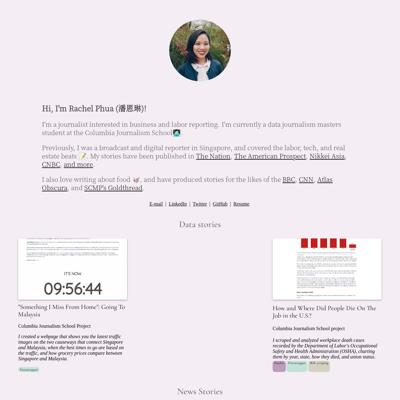 Hi, I'm Rachel Phua (潘恩琳)!
I'm a journalist interested in business and labor reporting. I'm currently a data journalism masters
student at the Columbia Journalism School
Previously, I was a broadcast and digital reporter in Singapore, and covered the labor, tech, and real
estate beats 📝. My stories have been published in The Nation, The American Prospect, Nikkei Asia,
CNBC, and more.
I also love writing about food 🍜, and have produced stories for the likes of the BBC, CNN, Atlas
Obscura, and SCMP's Goldthread.
E-mail | LinkedIn | Twitter | GitHub | Resume
Data stories
IT'S NOW
09:56:44
"Something I Miss From Home": Going To
Malaysia
Columbia Journalism School Project
I created a webpage that shows you the latest traffic
images on the two causeways that connect Singapore
and Malaysia, when the best times to go are based on
the traffic, and how grocery prices compare between
Singapore and Malaysia.
How and Where Did People Die On The
Job in the U.S.?
Columbia Journalism School project
I scraped and analyzed workplace death cases
recorded by the Department of Labor's Occupational
Safety and Health Administration (OSHA), charting
them by year, state, how they died, and union status.
Web scraping
News Stories